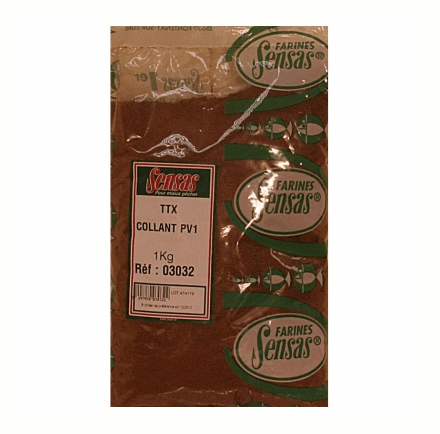 FARINES
Sensas®
Sensas
Pour mieux pêcher
TTX
COLLANT PV1
1Kg
Réf : 03032
FARINES
Sensas®
FARINES
Sensas®